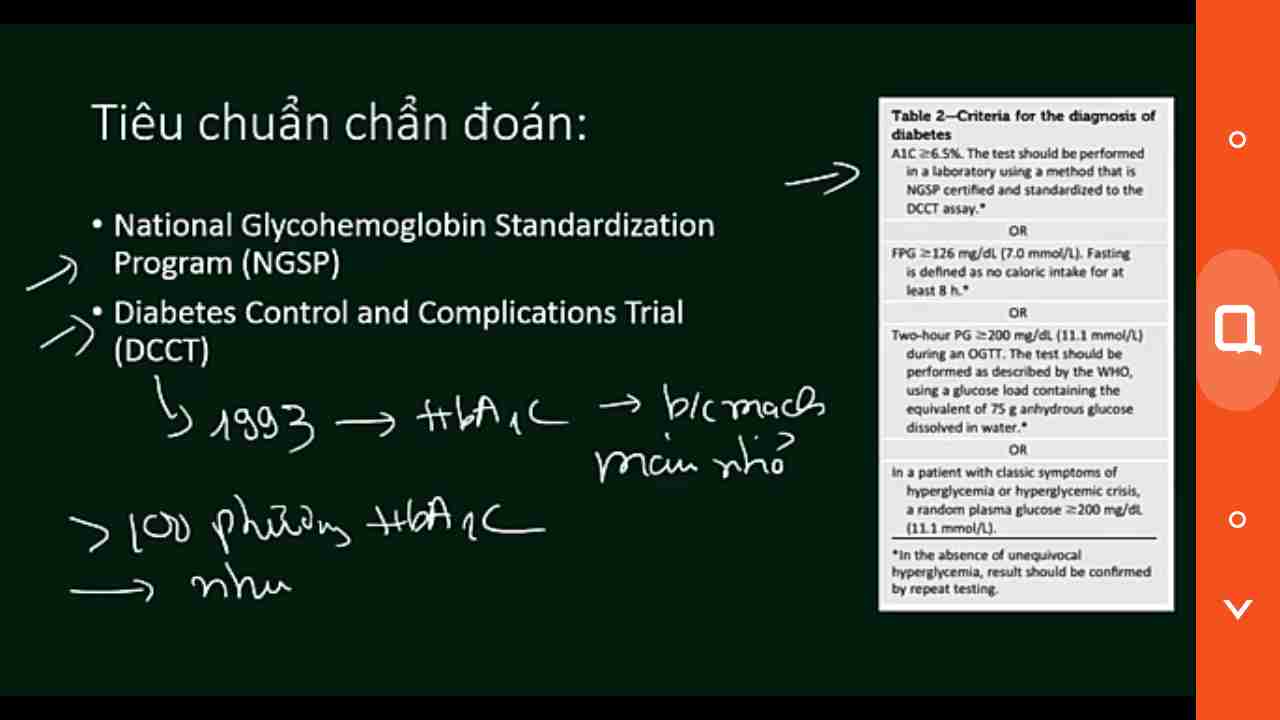 Tiêu chuẩn chẩn đoán:
• National Glycohemoglobin Standardization
Program (NGSP)
• Diabetes Control and Complications Trial
(DCCT)
1993 → HbA1C → b/c mạch
máu nhỏ
> 100 phương HbA1C
→ nhu
Table 2—Criteria for the diagnosis of
diabetes
A1C ≥6.5%. The test should be performed
in a laboratory using a method that is
NGSP certified and standardized to the
DCCT assay.*
OR
FPG ≥126 mg/dL (7.0 mmol/L). Fasting
is defined as no caloric intake for at
least 8 h.*
OR
Two-hour PG ≥200 mg/dL (11.1 mmol/L)
during an OGTT. The test should be
performed as described by the WHO,
using a glucose load containing the
equivalent of 75 g anhydrous glucose
dissolved in water.*
OR
In a patient with classic symptoms of
hyperglycemia or hyperglycemic crisis,
a random plasma glucose ≥200 mg/dL
(11.1 mmol/L).
*In the absence of unequivocal
hyperglycemia, result should be confirmed
by repeat testing.